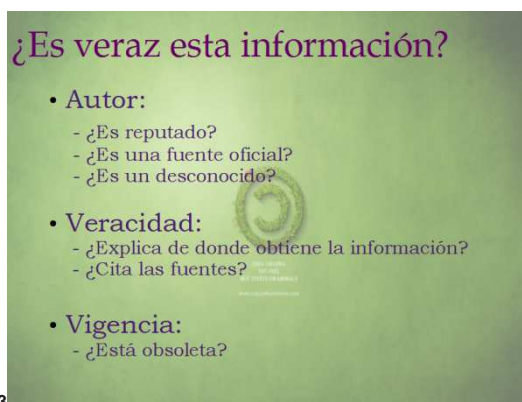 ¿Es veraz esta información?
• Autor:
- ¿Es reputado?
- ¿Es una fuente oficial?
- ¿Es un desconocido?
• Veracidad:
- ¿Explica de donde obtiene la información?
- ¿Cita las fuentes?
• Vigencia:
- ¿Está obsoleta?
3